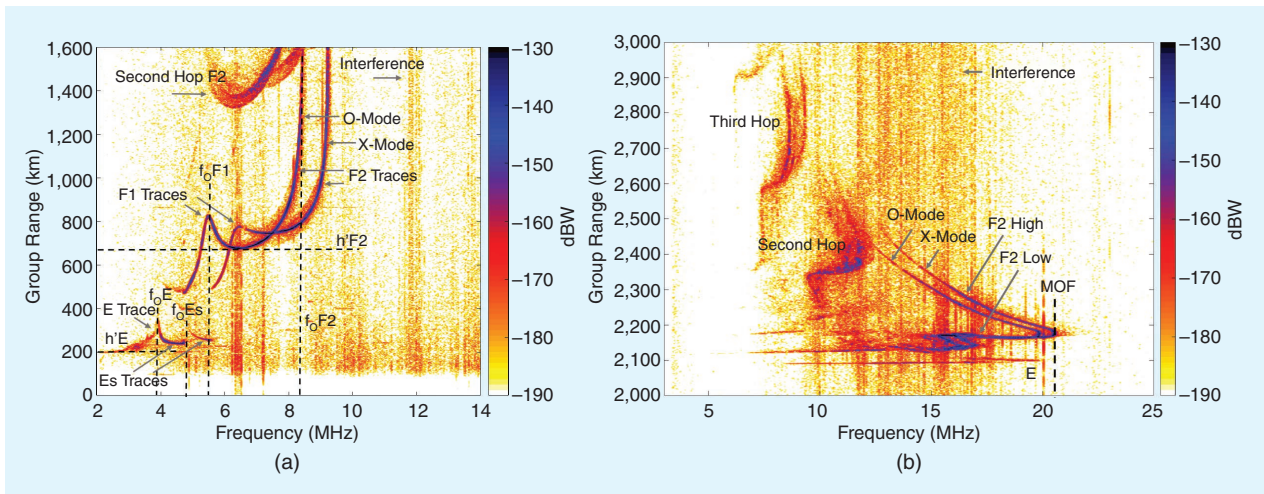 1,600
1,400
1,200
1,000
800
600
400
200
0
Group Range (km)
2 4 6 8 10 12 14
Frequency (MHz)
(a)
Second Hop F2
Interference
O-Mode
X-Mode
F2 Traces
F1 Traces
foF1
h'F2
foE
E Trace
foEs
foF2
h'E
Es Traces
–130
–140
–150
–160
–170
–180
–190
dBW
3,000
2,900
2,800
2,700
2,600
2,500
2,400
2,300
2,200
2,100
2,000
Group Range (km)
5 10 15 20 25
Frequency (MHz)
(b)
Interference
Third Hop
O-Mode
X-Mode
F2 High
Second Hop
F2 Low
MOF
E
–130
–140
–150
–160
–170
–180
–190
dBW